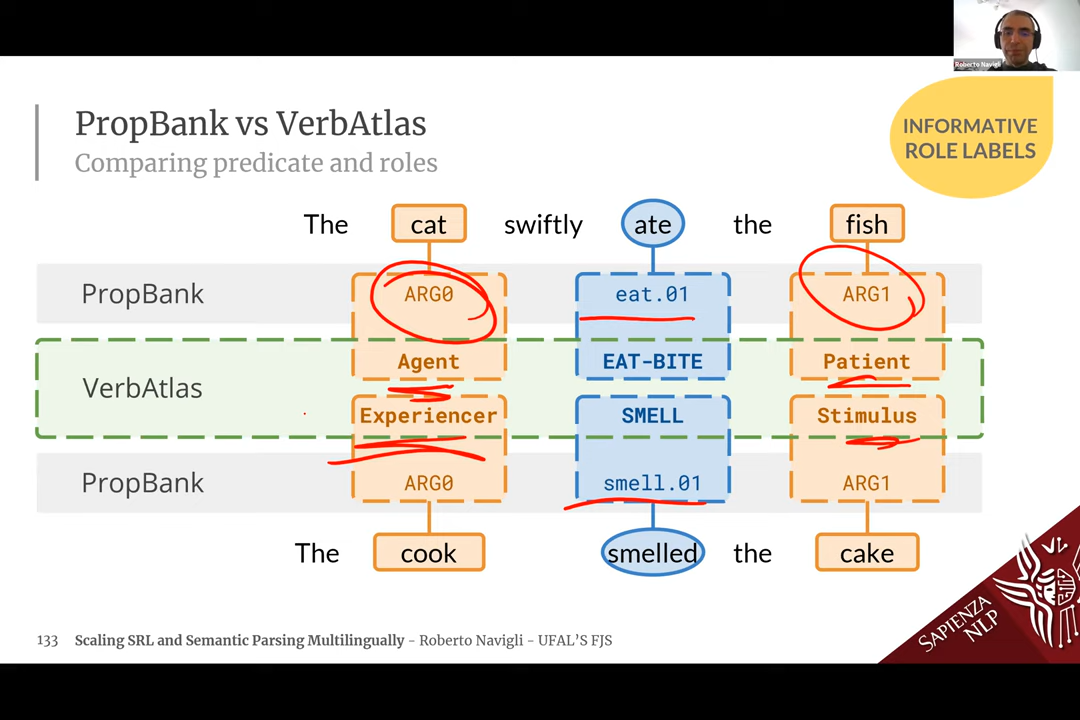 Roberto Navigli
PropBank vs VerbAtlas
Comparing predicate and roles
INFORMATIVE
ROLE LABELS
The cat swiftly ate the fish
PropBank ARG0 eat.01 ARG1
Agent EAT-BITE Patient
VerbAtlas
Experiencer SMELL Stimulus
PropBank ARG0 smell.01 ARG1
The cook smelled the cake
133 Scaling SRL and Semantic Parsing Multilingually - Roberto Navigli - UFAL'S FJS
SAPIENZA
NLP